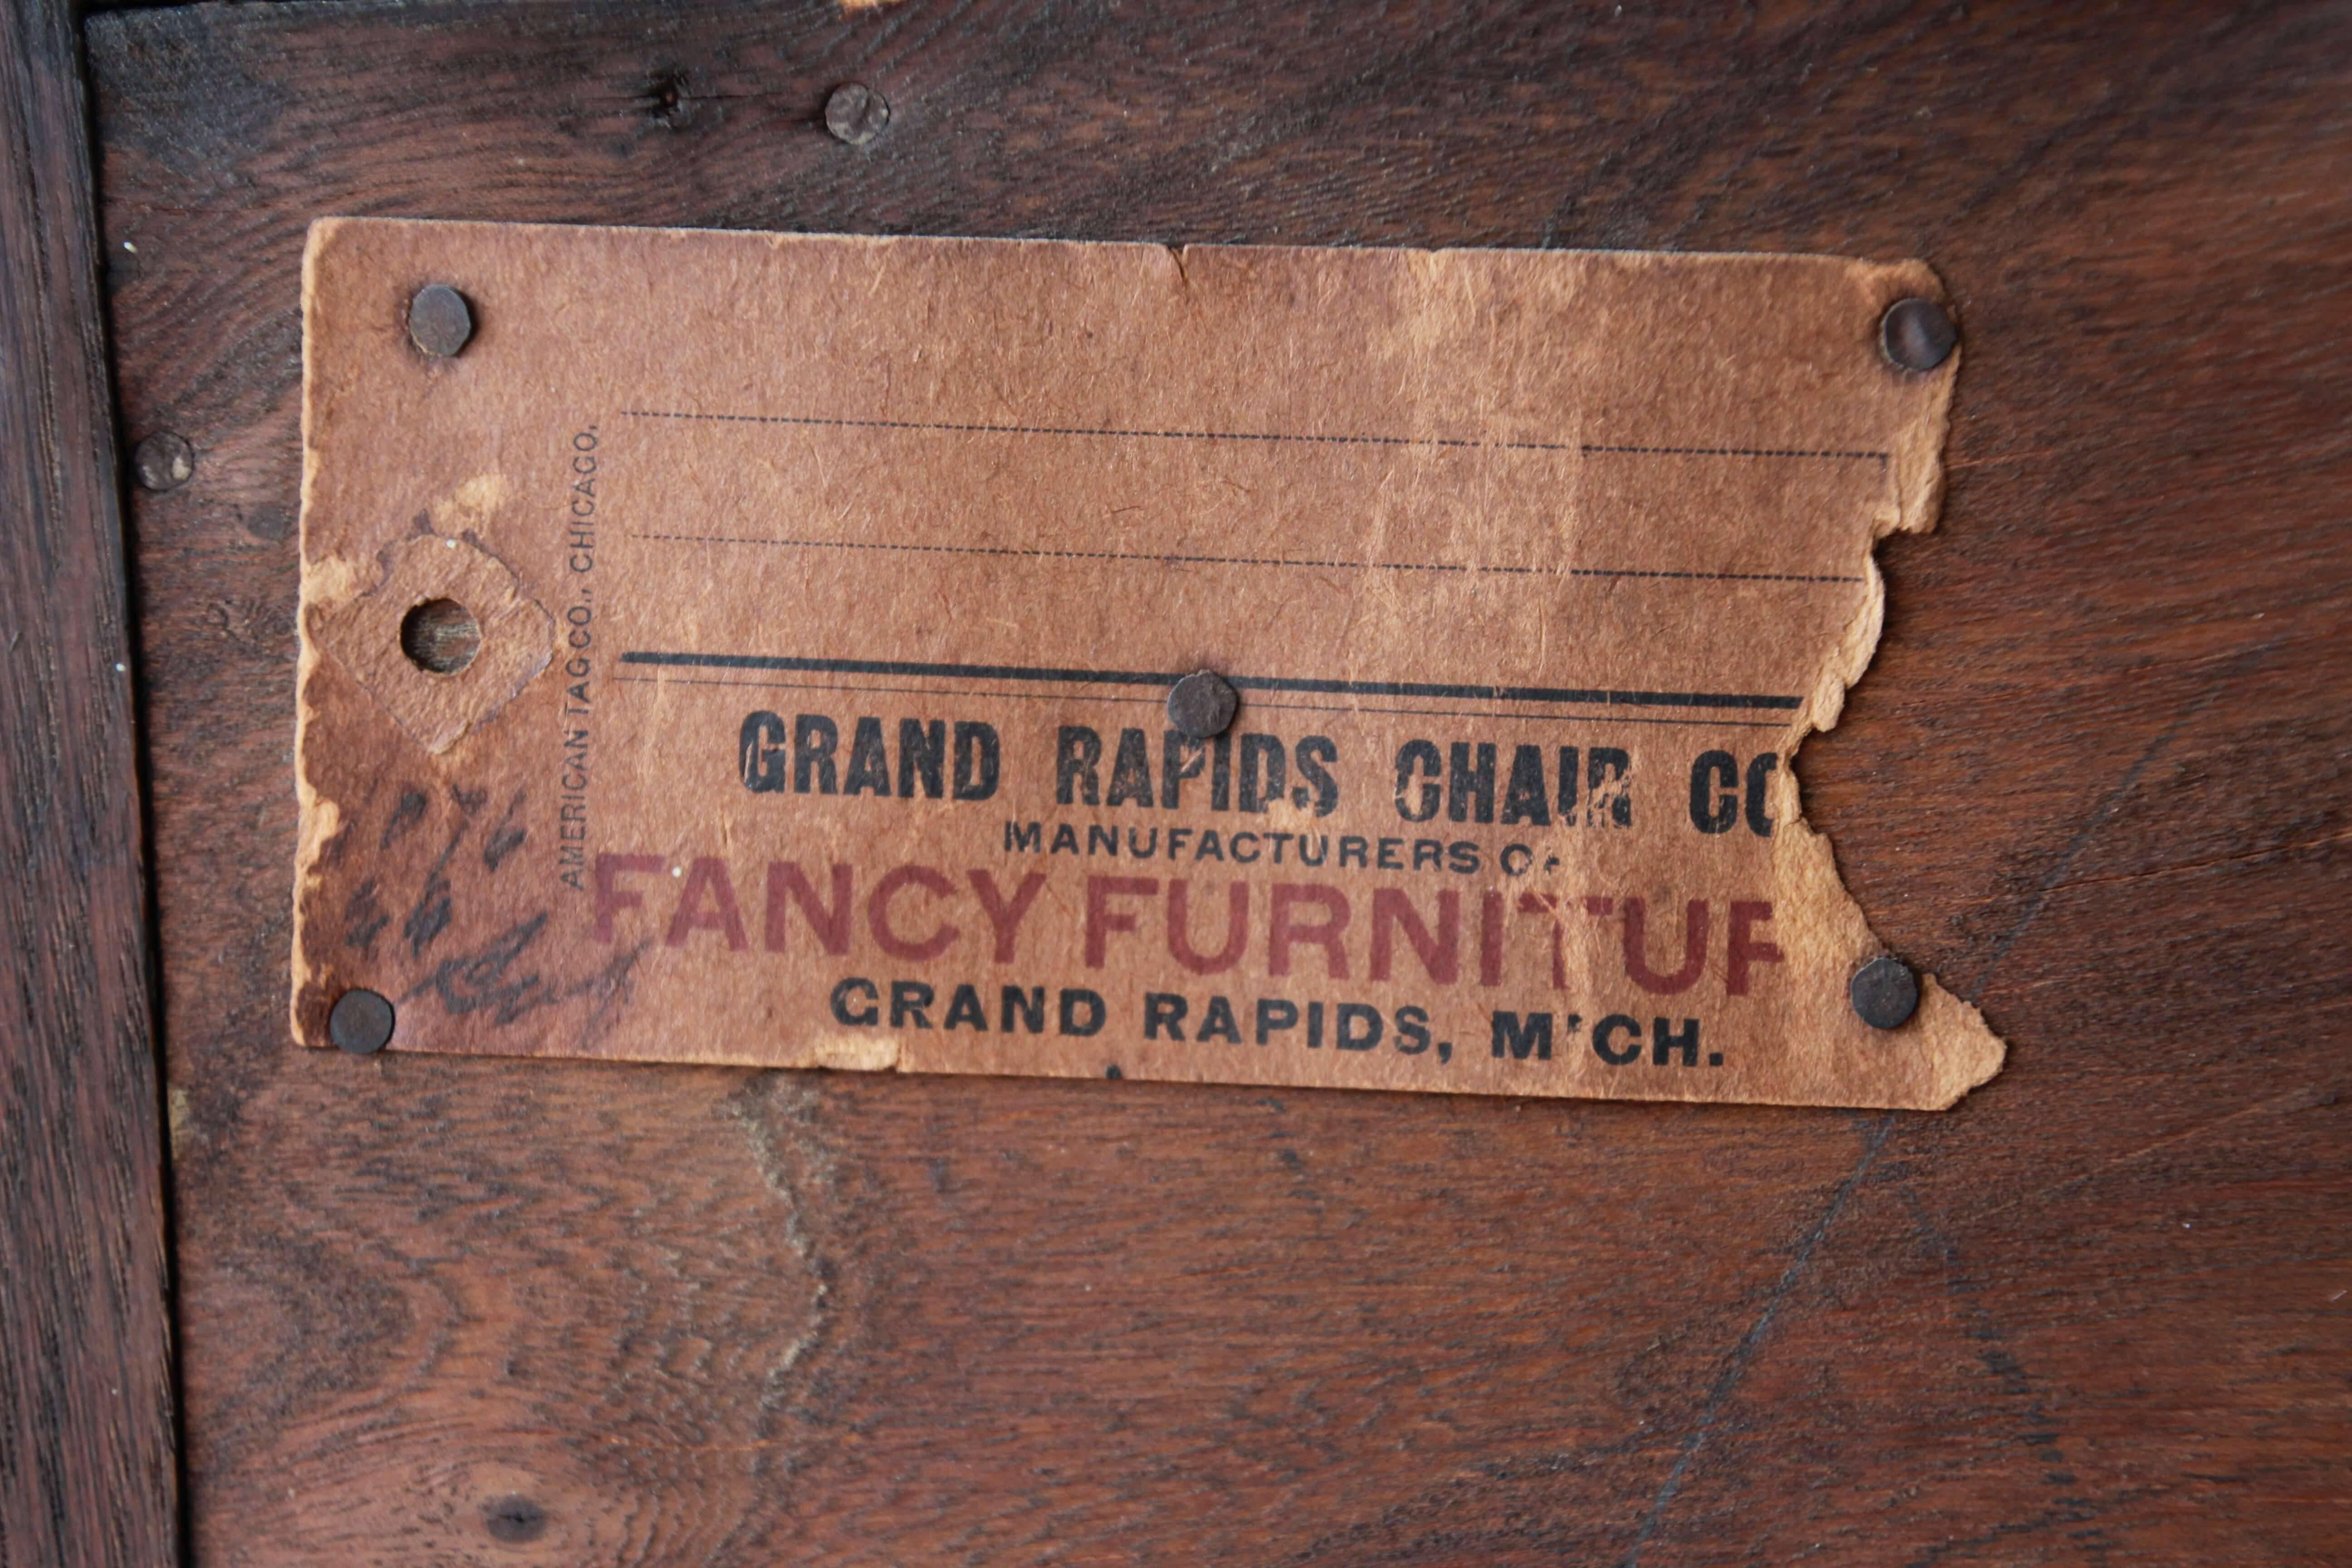 AMERICAN TAG CO., CHICAGO.
GRAND RAPIDS CHAIR CO
MANUFACTURERS OF
FANCY FURNITUR
GRAND RAPIDS, MICH.